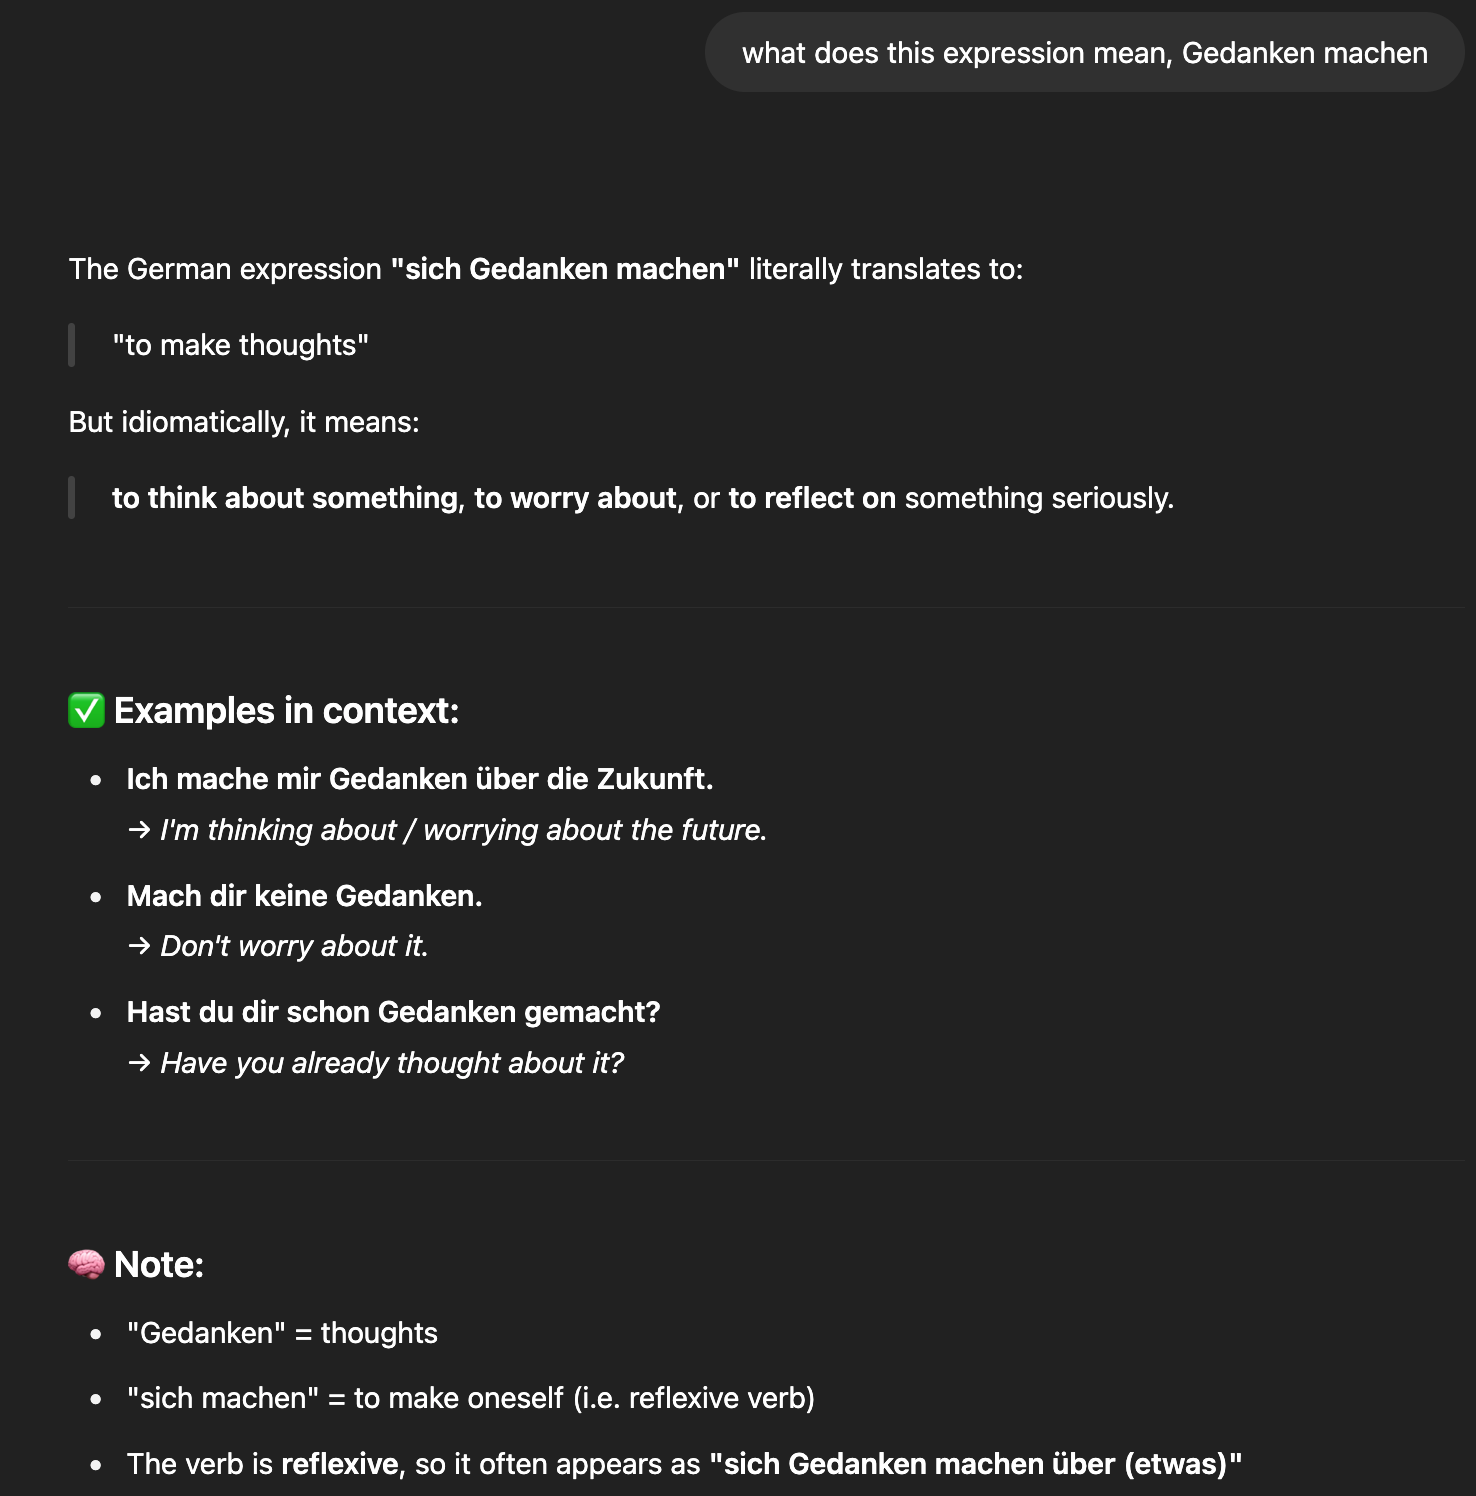 what does this expression mean, Gedanken machen
The German expression "sich Gedanken machen" literally translates to:
"to make thoughts"
But idiomatically, it means:
to think about something, to worry about, or to reflect on something seriously.
✅ Examples in context:
• Ich mache mir Gedanken über die Zukunft.
→ I'm thinking about / worrying about the future.
• Mach dir keine Gedanken.
→ Don't worry about it.
• Hast du dir schon Gedanken gemacht?
→ Have you already thought about it?
🧠 Note:
• "Gedanken" = thoughts
• "sich machen" = to make oneself (i.e. reflexive verb)
• The verb is reflexive, so it often appears as "sich Gedanken machen über (etwas)"